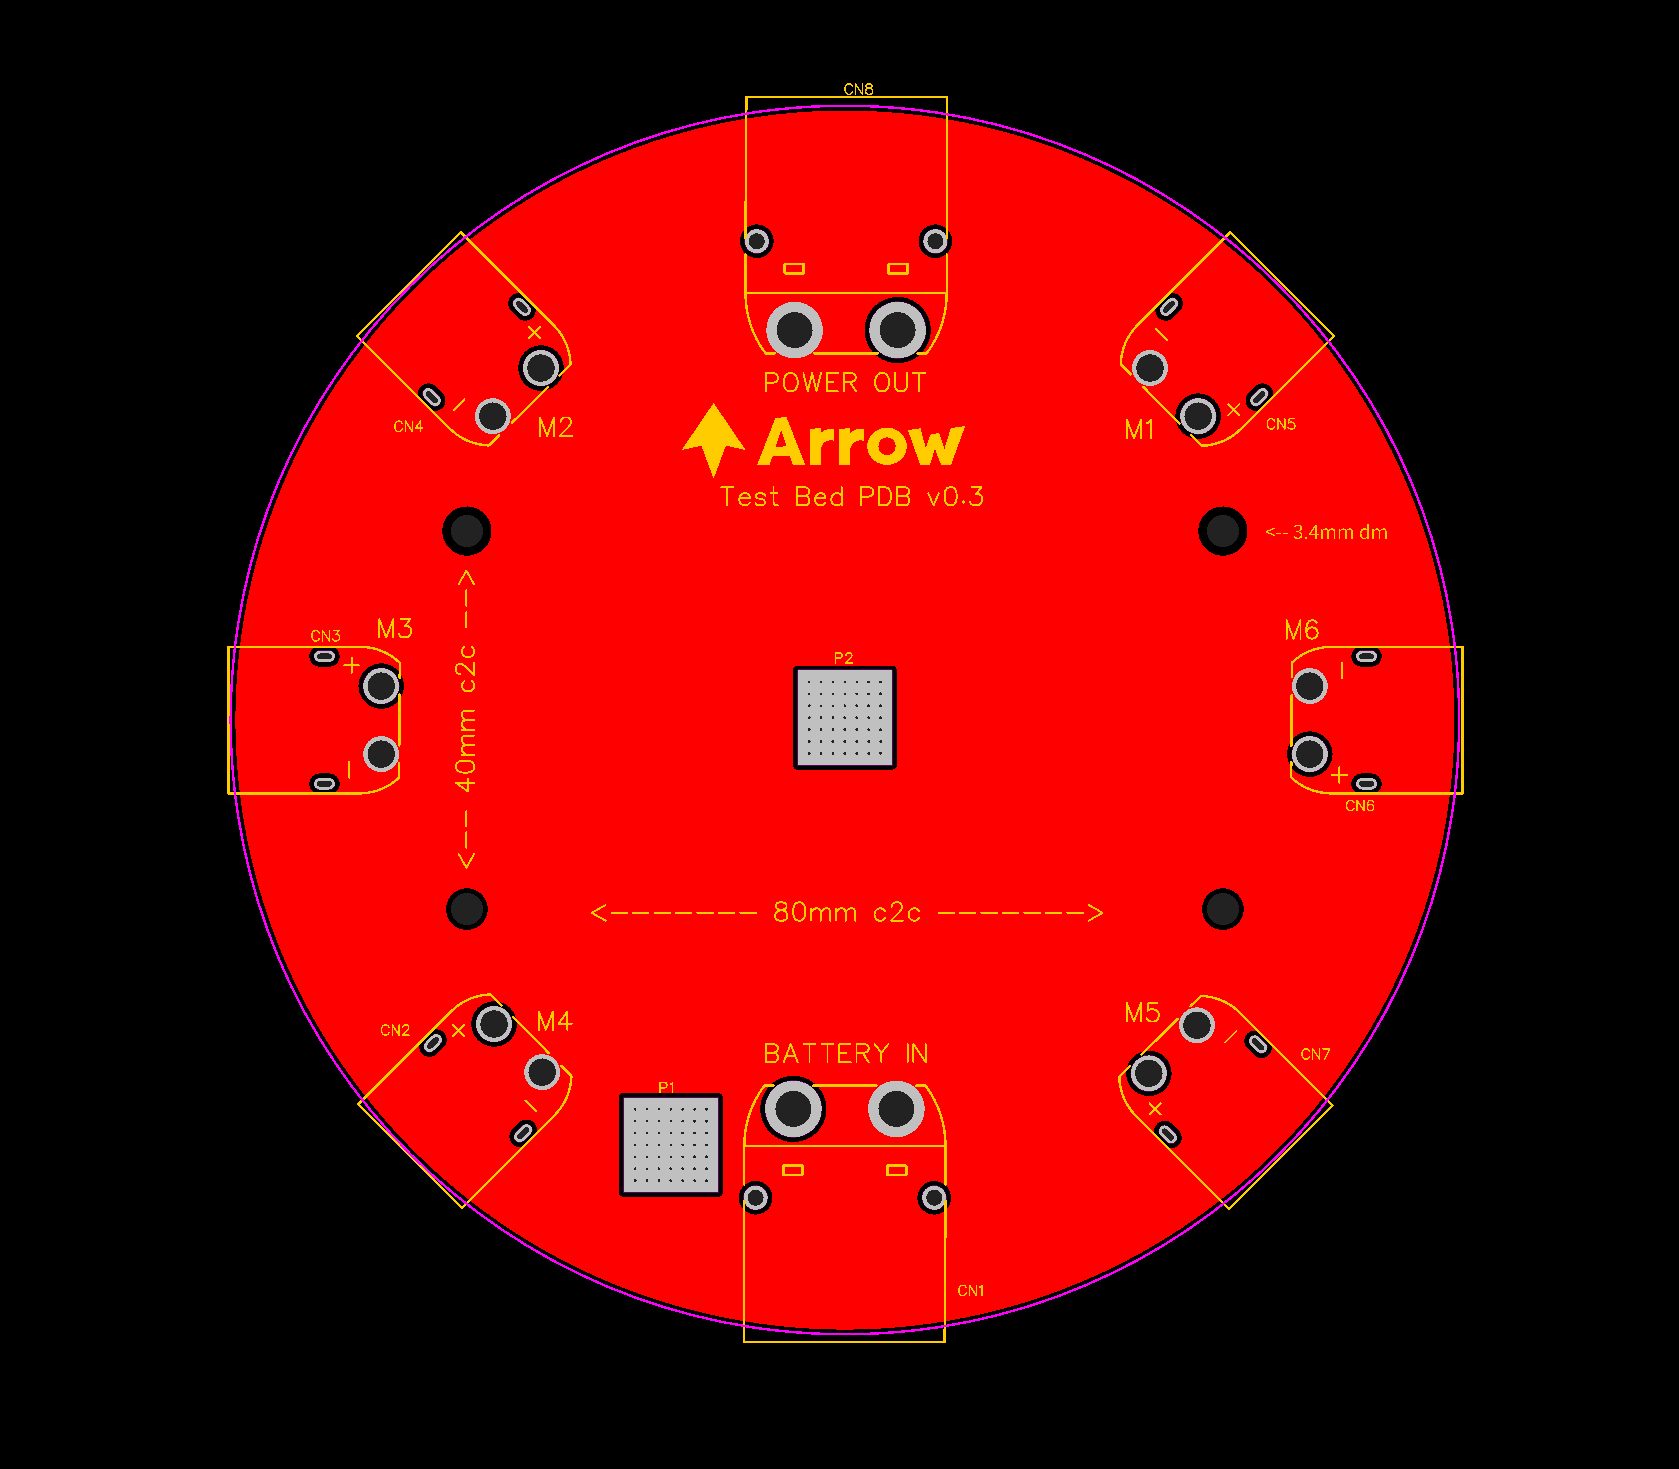 CN8
POWER OUT
Arrow
Test Bed PDB v0.3
CN4
M2
M1
CN5
<-- 3.4mm dm
CN3
M3
M6
P2
<-- 40mm c2c -->
CN6
<------- 80mm c2c ------->
CN2
M4
M5
CN7
BATTERY IN
P1
CN1